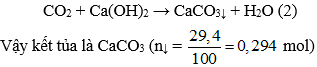 CO₂ + Ca(OH)₂ → CaCO₃↓ + H₂O (2)
Vậy kết tủa là CaCO₃ (n↓ = 29,4/100 = 0,294 mol)